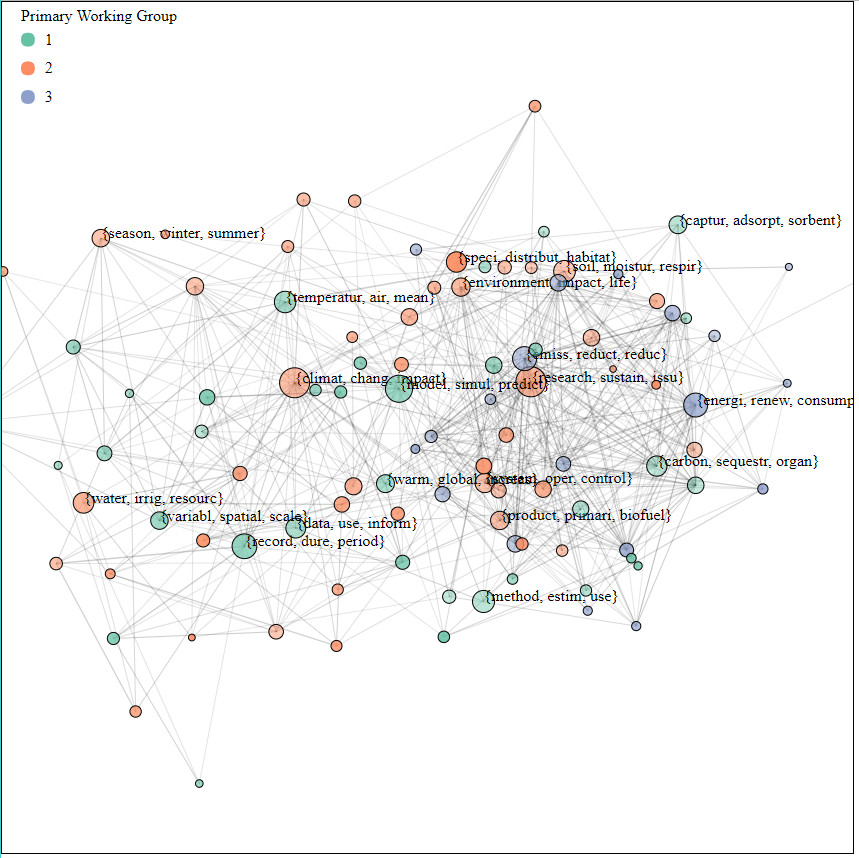 Primary Working Group
1
2
3
{captur, adsorpt, sorbent}
{season, winter, summer}
{speci, distribut, habitat}
{soil, moistur, respir}
{environment, impact, life}
{temperatur, air, mean}
{emiss, reduct, reduc}
{climat, chang, impact}
{research, sustain, issu}
{model, simul, predict}
{energi, renew, consump
{carbon, sequestr, organ}
{warm, global, increas}
oper, control}
{water, irrig, resourc}
{variabl, spatial, scale}
{product, primari, biofuel}
{data, use, inform}
{record, dure, period}
{method, estim, use}